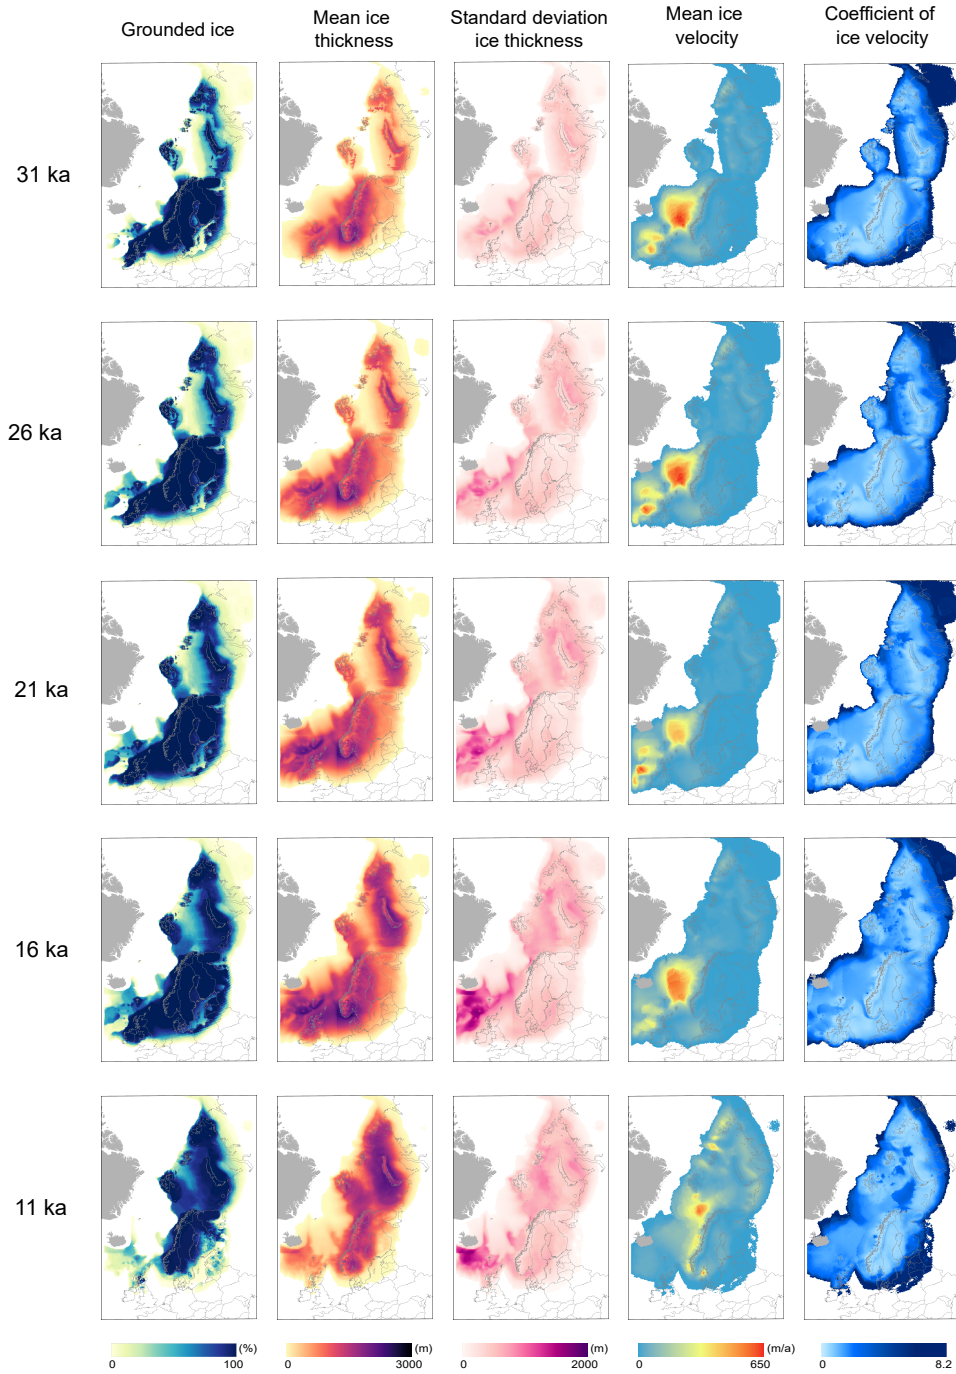 Grounded ice
Mean ice
thickness
Standard deviation
ice thickness
Mean ice
velocity
Coefficient of
ice velocity
31 ka
26 ka
21 ka
16 ka
11 ka
(%)
0 100
(m)
0 3000
(m)
0 2000
(m/a)
0 650
0 8.2